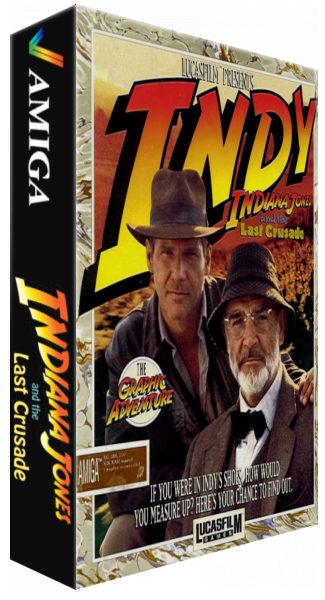 AMIGA
INDIANA JONES
and the
Last Crusade
LUCASFILM PRESENTS
INDY
INDIANA JONES
and the
Last Crusade
THE
GRAPHIC
ADVENTURE
AMIGA
IF YOU WERE IN INDY'S SHOES, HOW WOULD
YOU MEASURE UP? HERE'S YOUR CHANCE TO FIND OUT.
LUCASFILM
GAMES